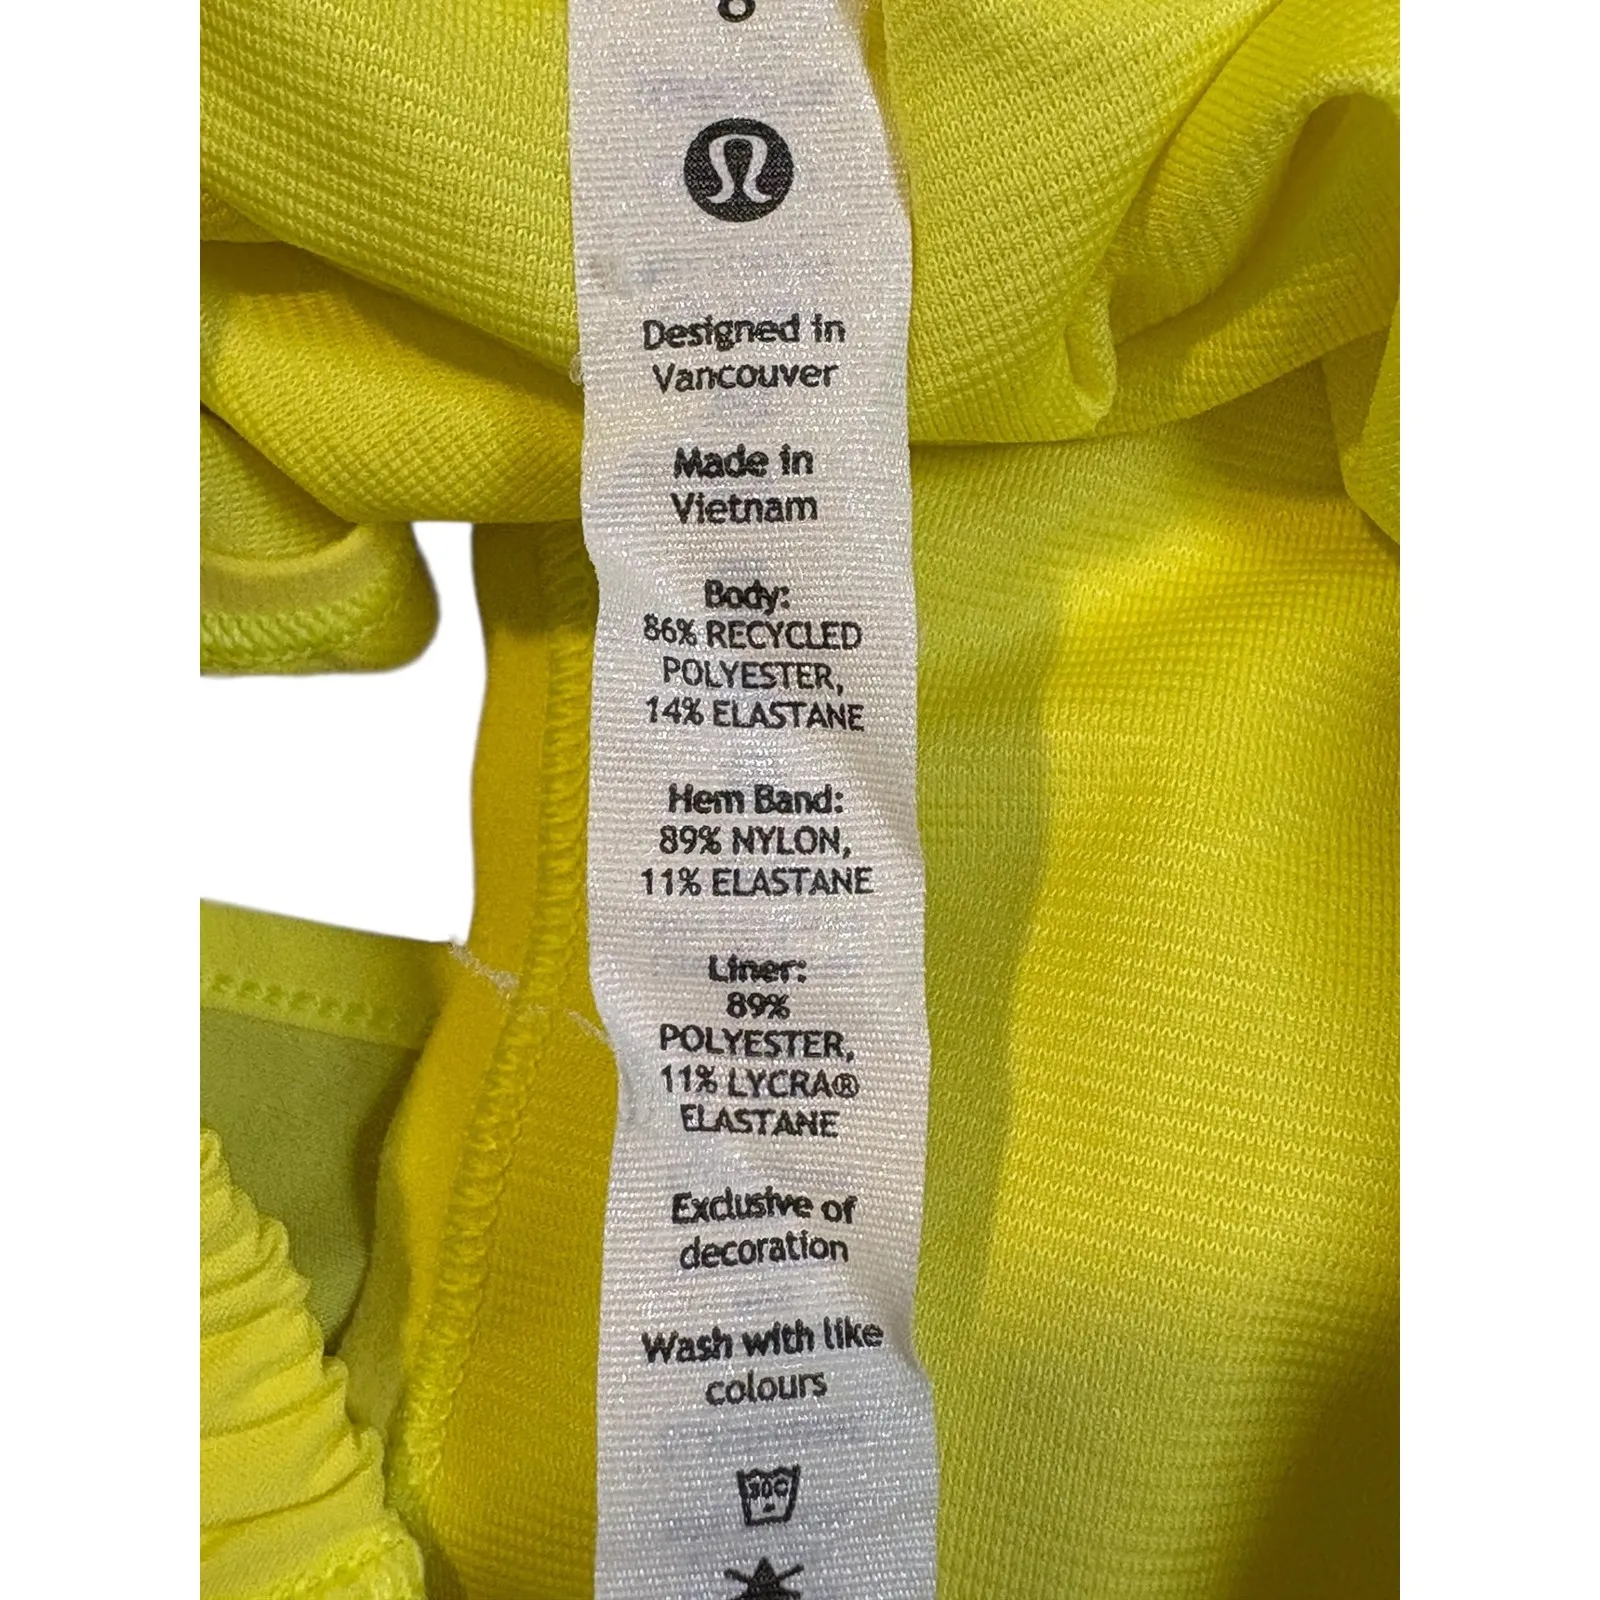 Designed in
Vancouver
Made in
Vietnam
Body:
86% RECYCLED
POLYESTER,
14% ELASTANE
Hem Band:
89% NYLON,
11% ELASTANE
Liner:
89%
POLYESTER,
11% LYCRA®
ELASTANE
Exclusive of
decoration
Wash with like
colours
30C